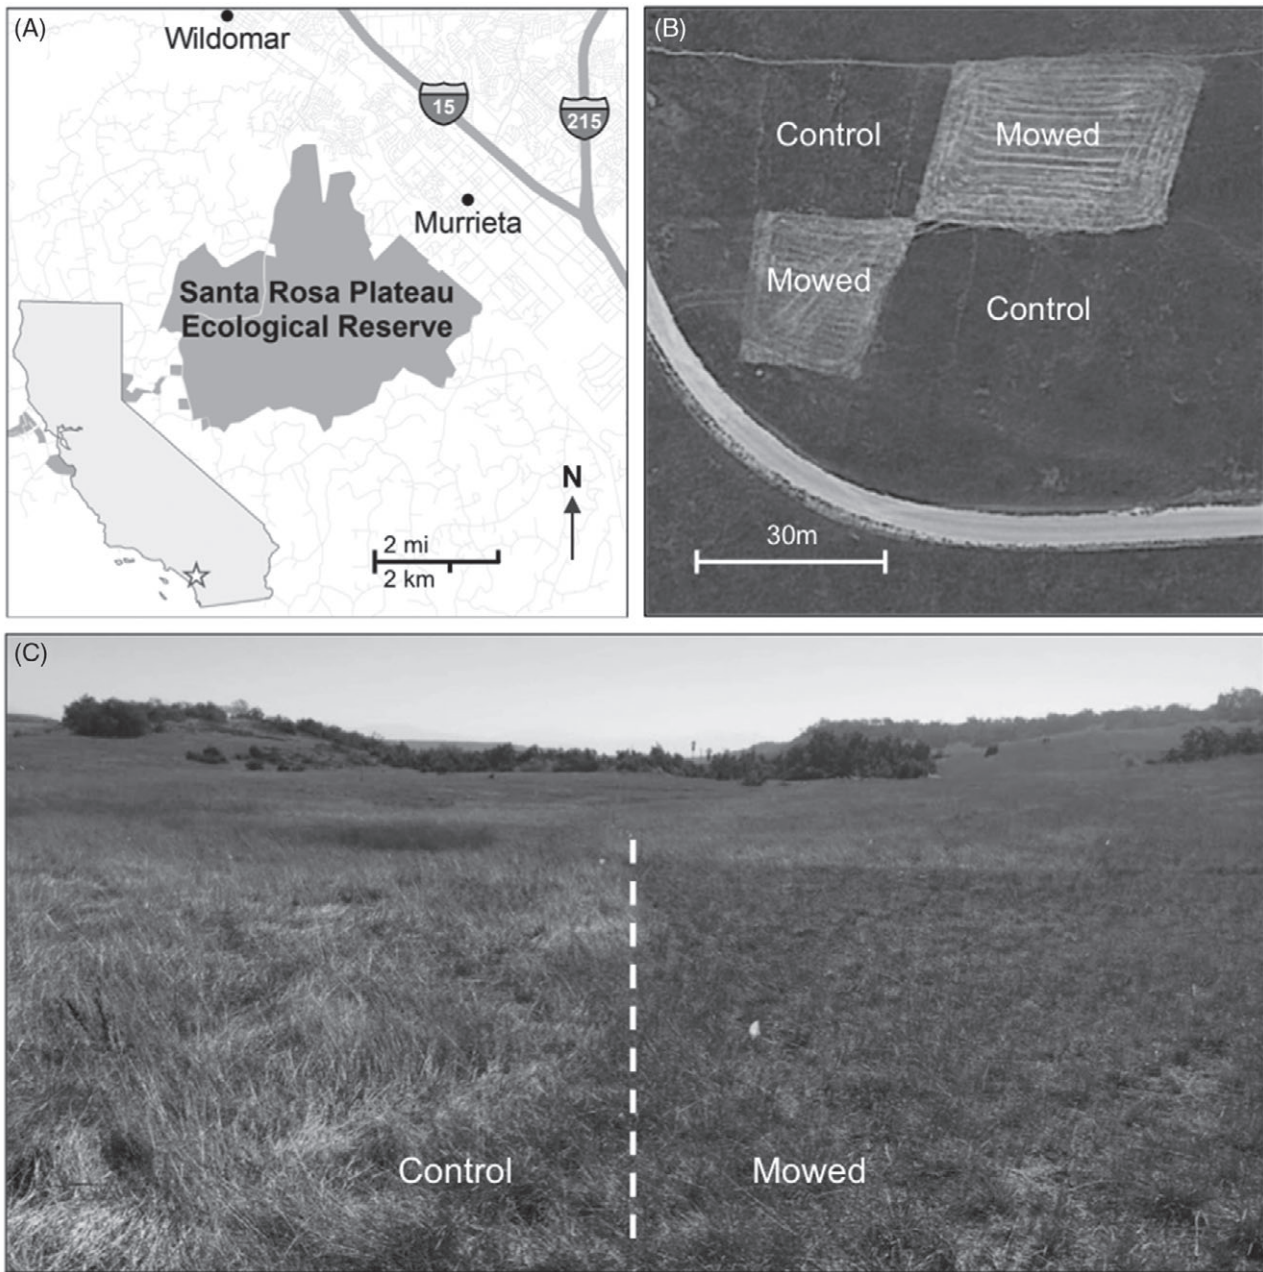 (A)
Wildomar
15
215
Murrieta
Santa Rosa Plateau
Ecological Reserve
N
2 mi
2 km
(B)
Control
Mowed
Mowed
Control
30m
(C)
Control
Mowed